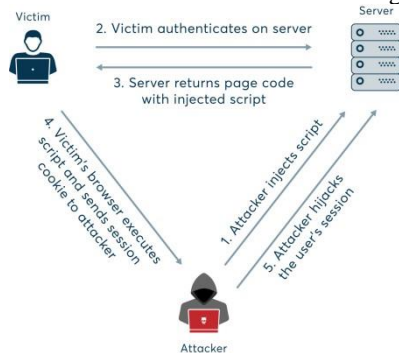 Victim
Server
2. Victim authenticates on server
3. Server returns page code
with injected script
4. Victim's browser executes
script and sends session
cookie to attacker
1. Attacker injects script
5. Attacker hijacks
the user's session
Attacker